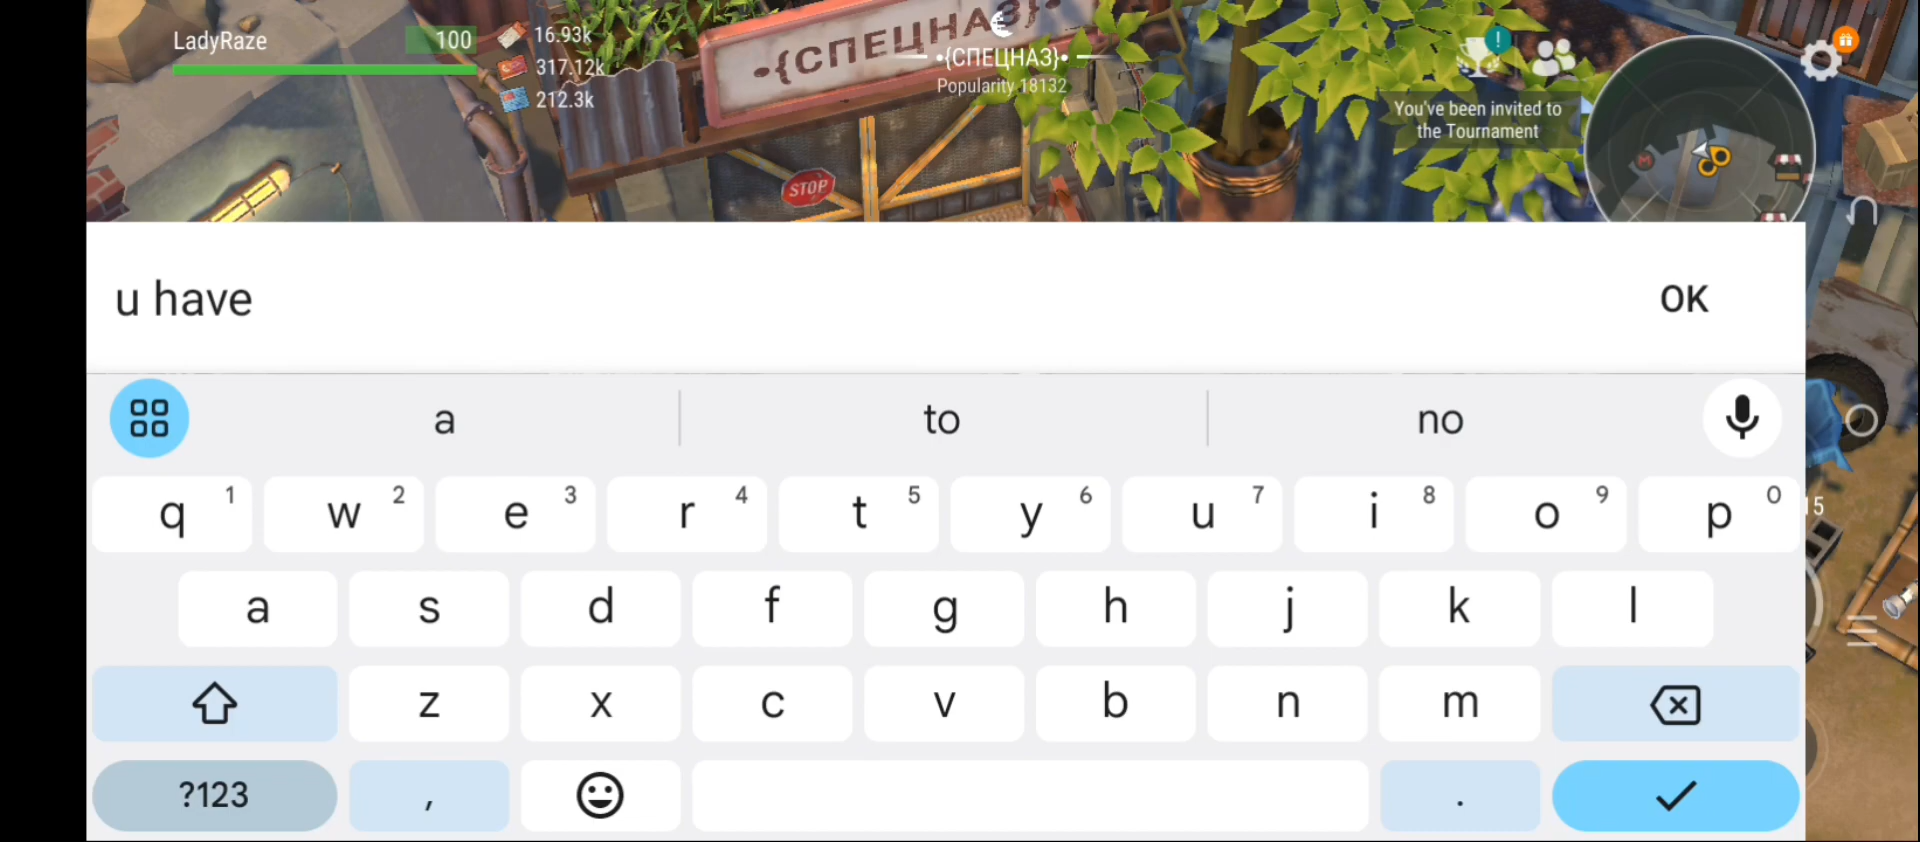 LadyRaze
100
16.93k
317.12k
212.3k
•{СПЕЦНАЗ}•
•{СПЕЦНАЗ}•
Popularity 18132
STOP
!
You've been invited to
the Tournament
M
u have
OK
a to no
q 1 w 2 e 3 r 4 t 5 y 6 u 7 i 8 o 9 p 0
15
a s d f g h j k l
z x c v b n m
?123 , .